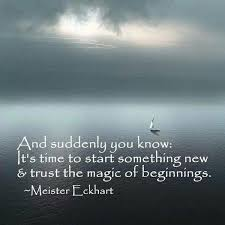 And suddenly you know:
It's time to start something new
& trust the magic of beginnings.
~Meister Eckhart